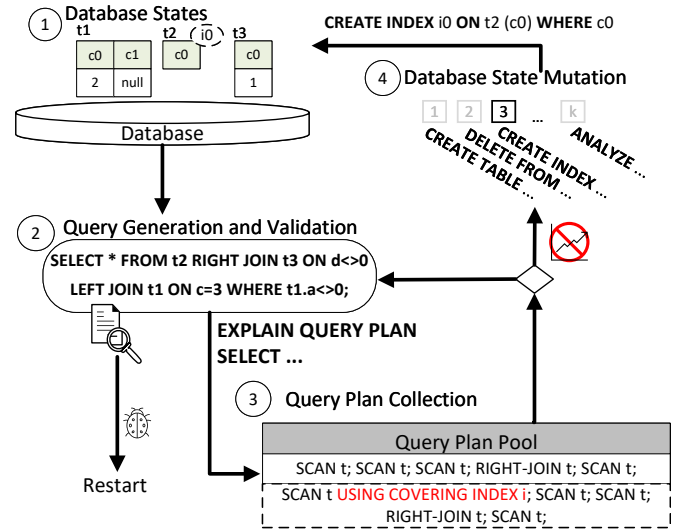 1 Database States
CREATE INDEX i0 ON t2 (c0) WHERE c0
t1 t2 i0 t3
c0 c1 c0 c0
2 null 1
Database
4 Database State Mutation
1 2 3 ... k
CREATE TABLE ...
DELETE FROM ...
CREATE INDEX ...
ANALYZE ...
2 Query Generation and Validation
SELECT * FROM t2 RIGHT JOIN t3 ON d<>0
LEFT JOIN t1 ON c=3 WHERE t1.a<>0;
EXPLAIN QUERY PLAN
SELECT ...
Restart
3 Query Plan Collection
Query Plan Pool
SCAN t; SCAN t; SCAN t; RIGHT-JOIN t; SCAN t;
SCAN t USING COVERING INDEX i; SCAN t; SCAN t;
RIGHT-JOIN t; SCAN t;